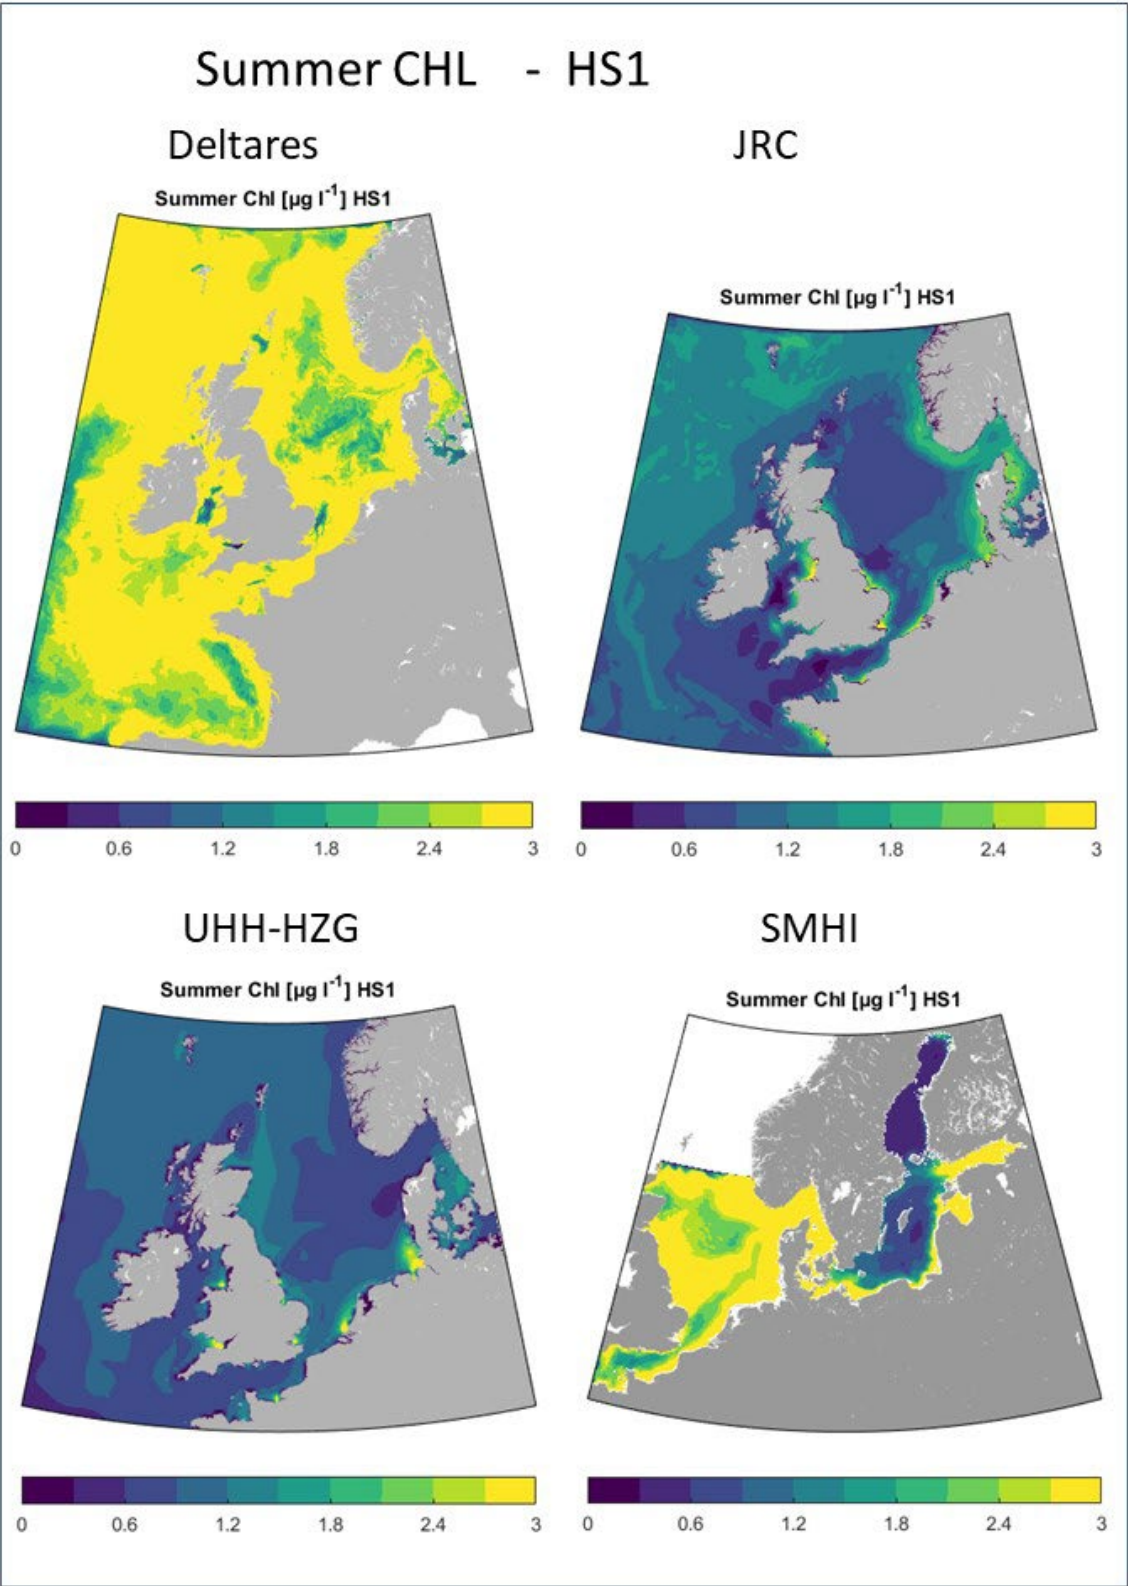 Summer CHL - HS1
Deltares
JRC
Summer Chl [µg l⁻¹] HS1
Summer Chl [µg l⁻¹] HS1
0 0.6 1.2 1.8 2.4 3
0 0.6 1.2 1.8 2.4 3
UHH-HZG
SMHI
Summer Chl [µg l⁻¹] HS1
Summer Chl [µg l⁻¹] HS1
0 0.6 1.2 1.8 2.4 3
0 0.6 1.2 1.8 2.4 3